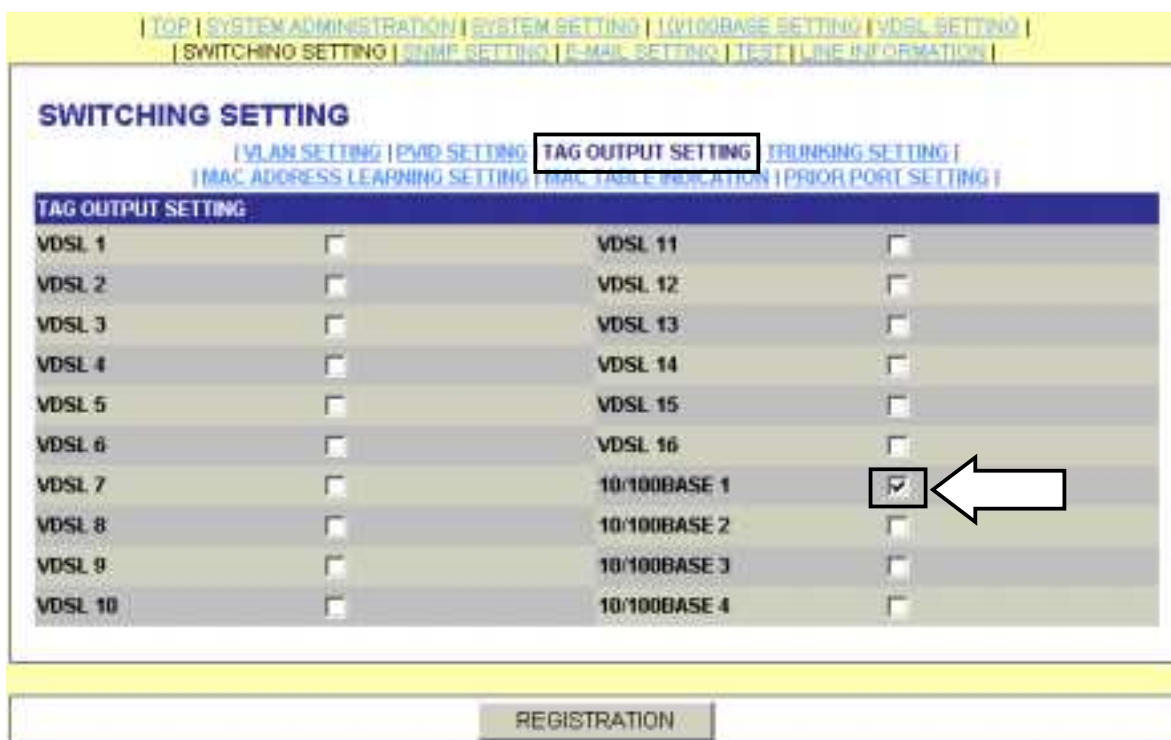 | TOP | SYSTEM ADMINISTRATION | SYSTEM SETTING | 10/100BASE SETTING | VDSL SETTING |
| SWITCHING SETTING | SNMP SETTING | E-MAIL SETTING | TEST | LINE INFORMATION |
SWITCHING SETTING
| VLAN SETTING | PVID SETTING | TAG OUTPUT SETTING | TRUNKING SETTING |
| MAC ADDRESS LEARNING SETTING | MAC TABLE INDICATION | PRIOR PORT SETTING |
TAG OUTPUT SETTING
VDSL 1 VDSL 11
VDSL 2 VDSL 12
VDSL 3 VDSL 13
VDSL 4 VDSL 14
VDSL 5 VDSL 15
VDSL 6 VDSL 16
VDSL 7 10/100BASE 1
VDSL 8 10/100BASE 2
VDSL 9 10/100BASE 3
VDSL 10 10/100BASE 4
REGISTRATION